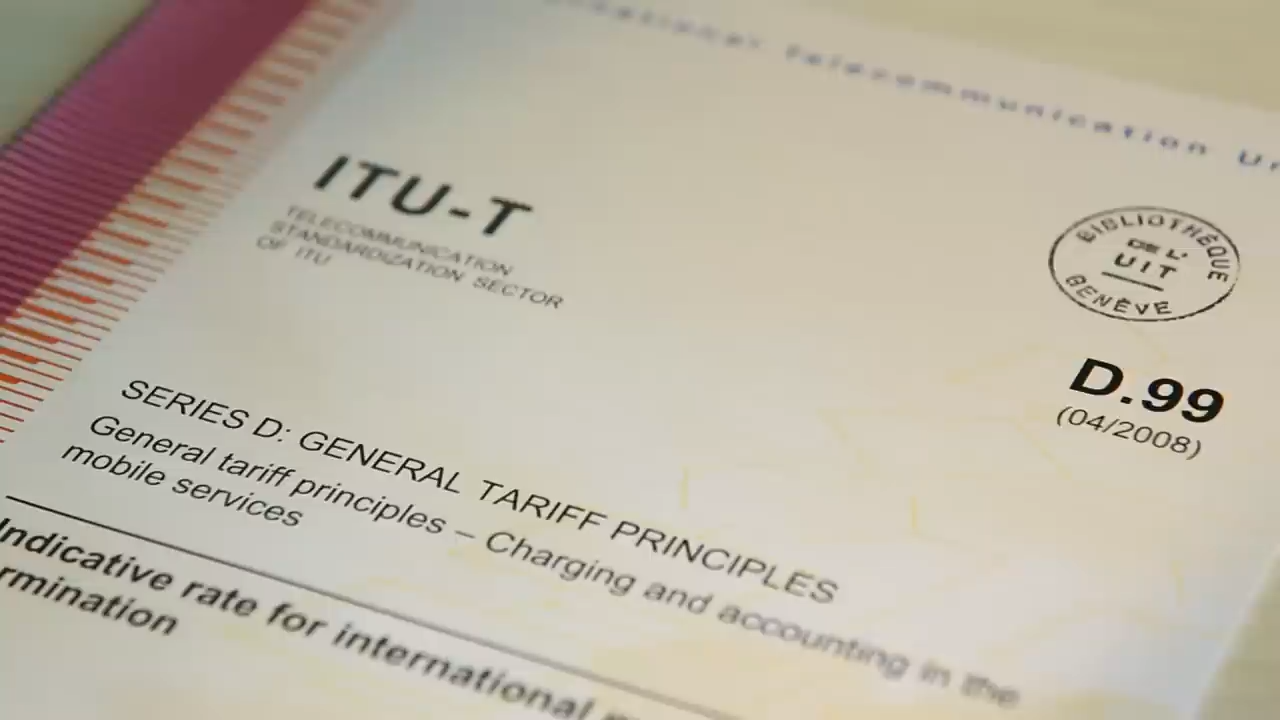 Telecommunication
ITU-T
TELECOMMUNICATION
STANDARDIZATION SECTOR
OF ITU
BIBLIOTHÈQUE
DE L'
UIT
GENÈVE
D.99
(04/2008)
SERIES D: GENERAL TARIFF PRINCIPLES
General tariff principles – Charging and accounting in the
mobile services
Indicative rate for international
rmination